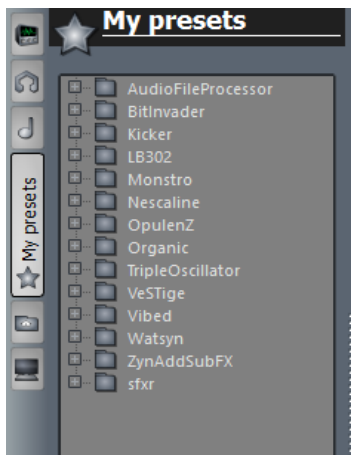 My presets
My presets
AudioFileProcessor
BitInvader
Kicker
LB302
Monstro
Nescaline
OpulenZ
Organic
TripleOscillator
VeSTige
Vibed
Watsyn
ZynAddSubFX
sfxr